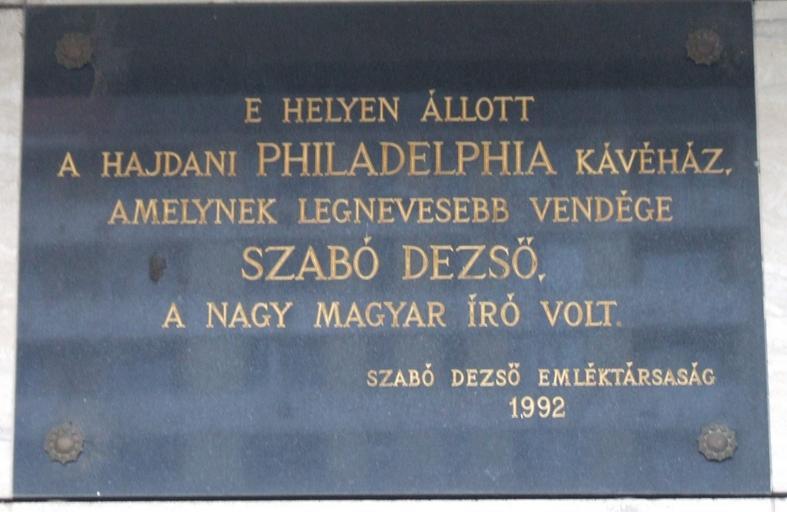 E HELYEN ÁLLOTT
A HAJDANI PHILADELPHIA KÁVÉHÁZ,
AMELYNEK LEGNEVESEBB VENDÉGE
SZABÓ DEZSŐ,
A NAGY MAGYAR ÍRÓ VOLT.
SZABÓ DEZSŐ EMLÉKTÁRSASÁG
1992